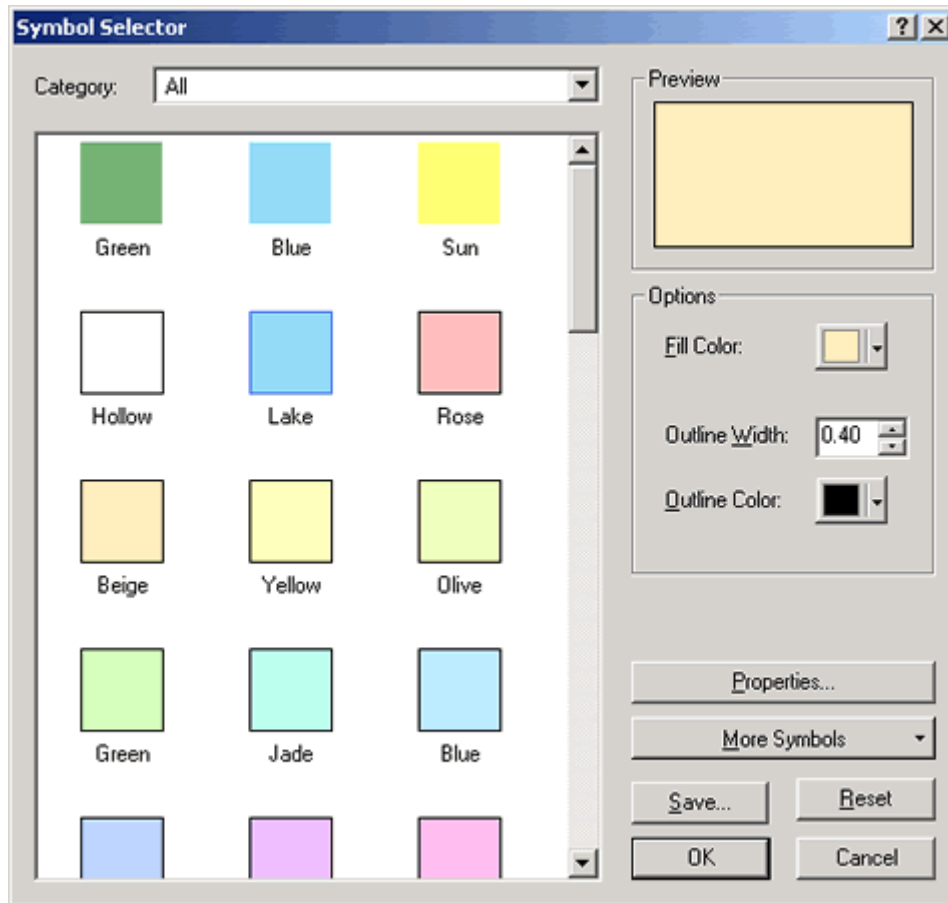 Symbol Selector
Category: All
Green Blue Sun
Hollow Lake Rose
Beige Yellow Olive
Green Jade Blue
Preview
Options
Fill Color:
Outline Width: 0.40
Outline Color:
Properties...
More Symbols
Save... Reset
OK Cancel